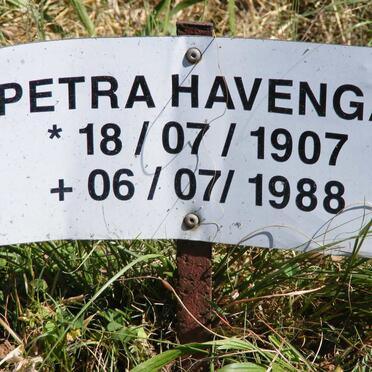 PETRA HAVENGA
* 18 / 07 / 1907
+ 06 / 07 / 1988